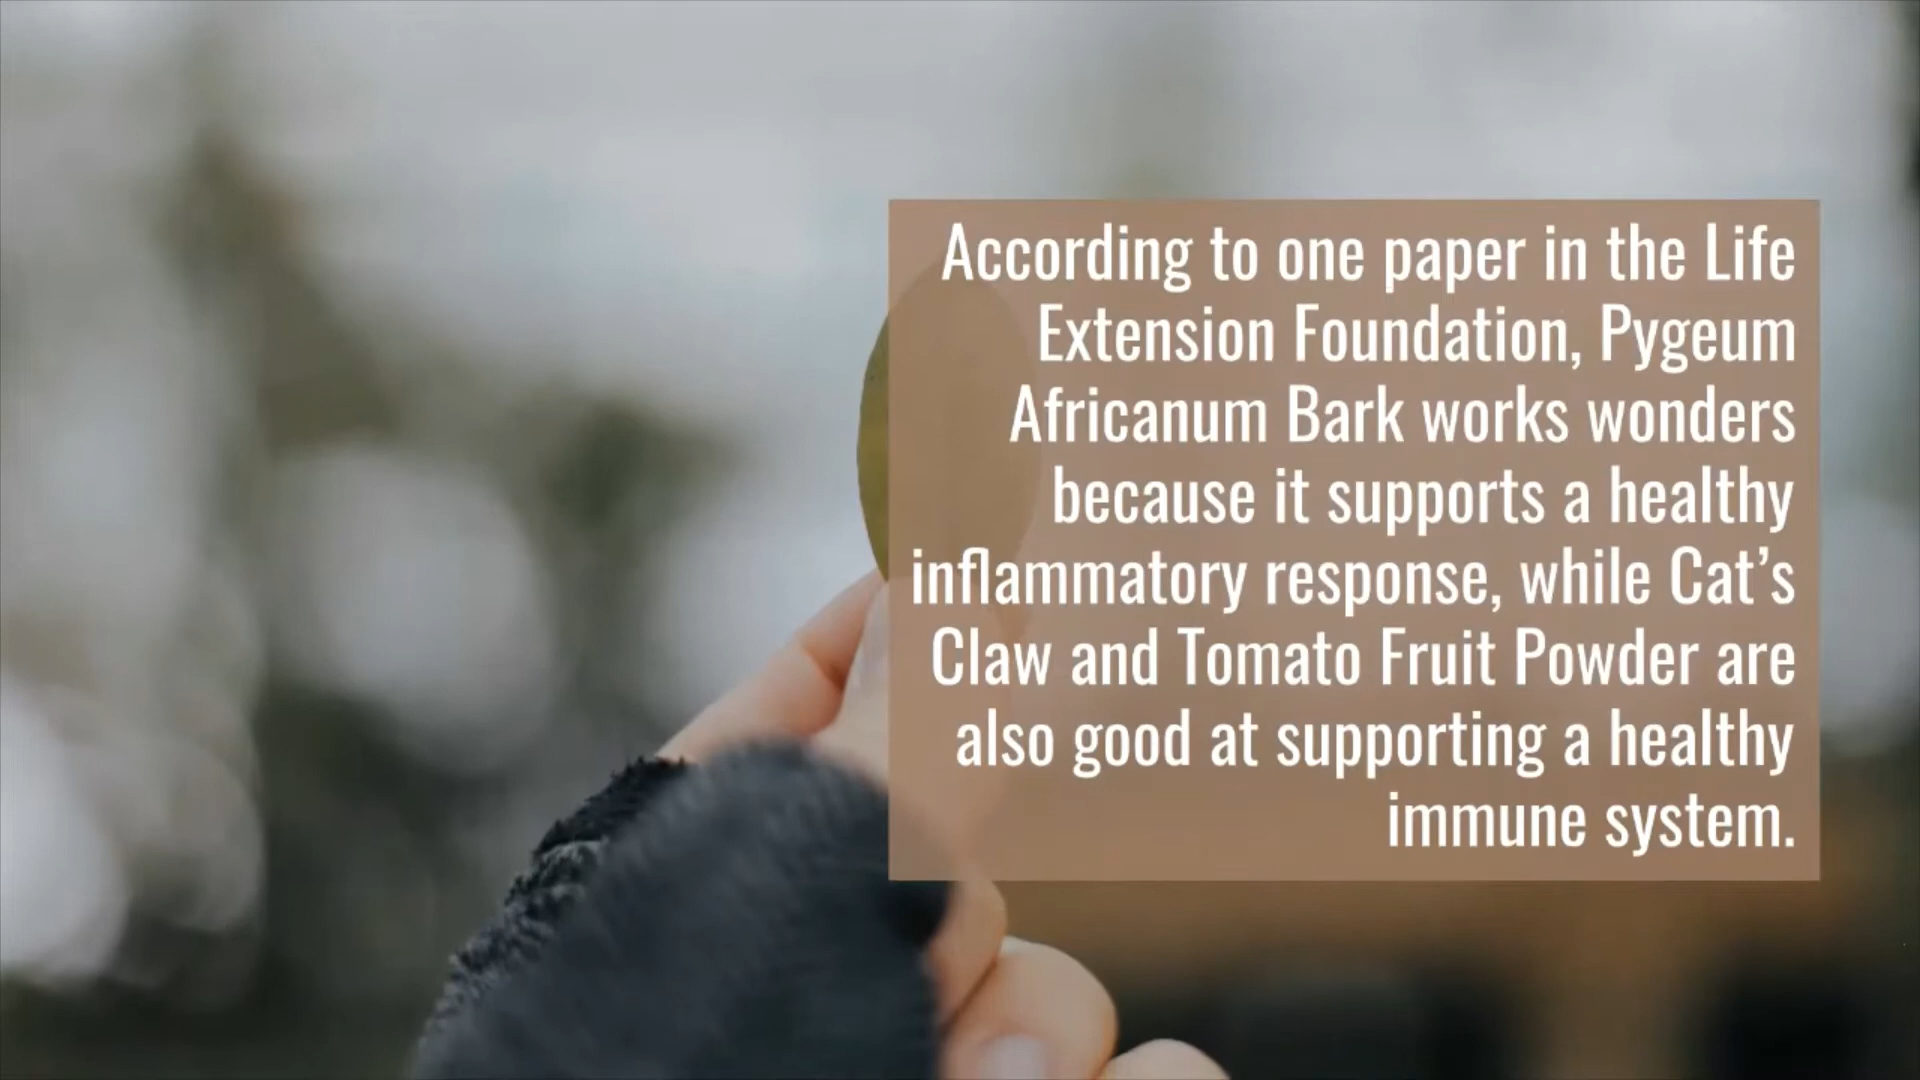 According to one paper in the Life
Extension Foundation, Pygeum
Africanum Bark works wonders
because it supports a healthy
inflammatory response, while Cat’s
Claw and Tomato Fruit Powder are
also good at supporting a healthy
immune system.